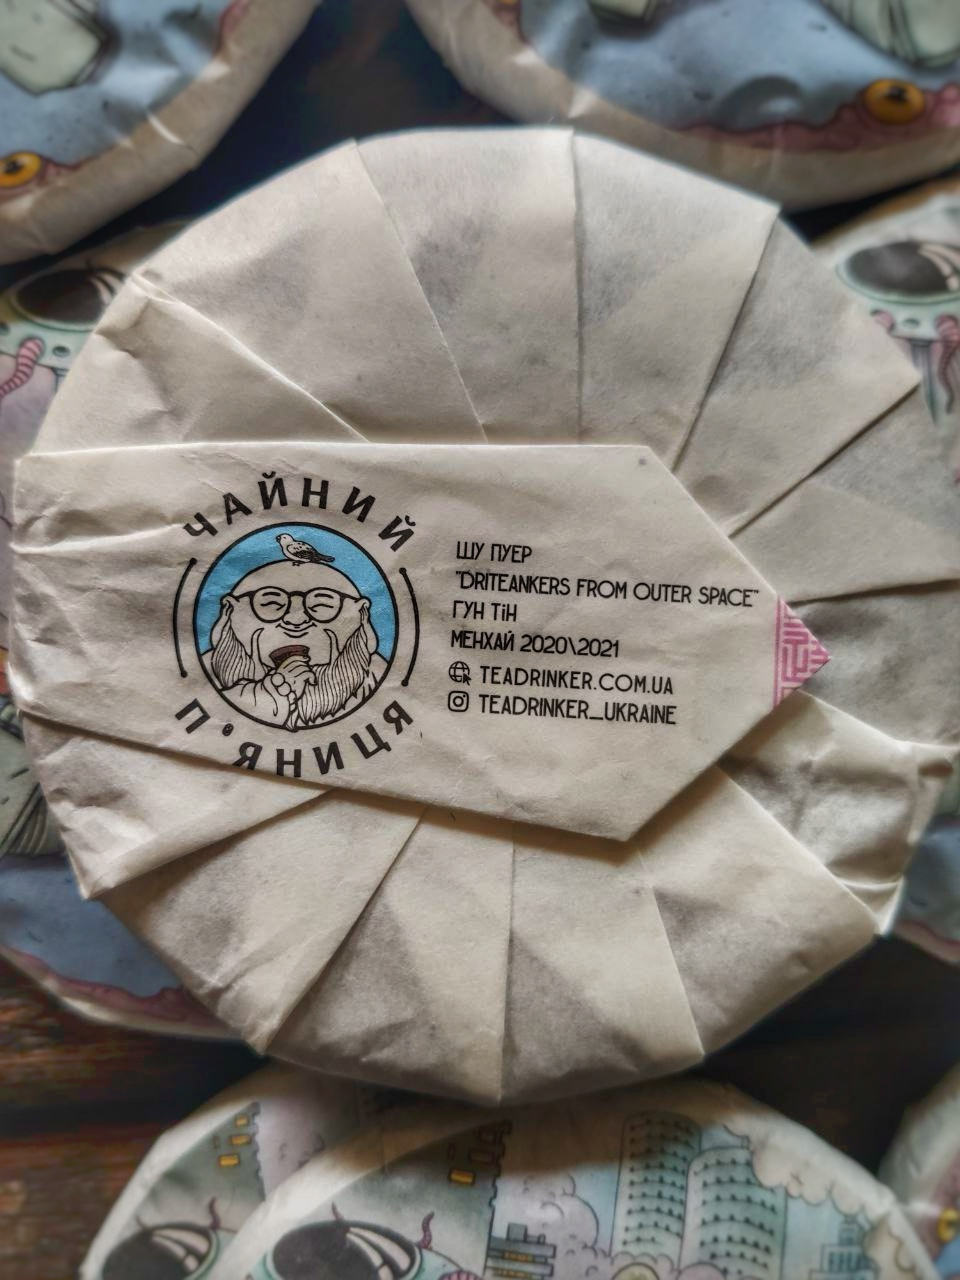 ЧАЙНИЙ
П'ЯНИЦЯ
ШУ ПУЕР
"DRITEANKERS FROM OUTER SPACE"
ГУН ТіН
МЕНХАЙ 2020\2021
TEADRINKER.COM.UA
TEADRINKER_UKRAINE